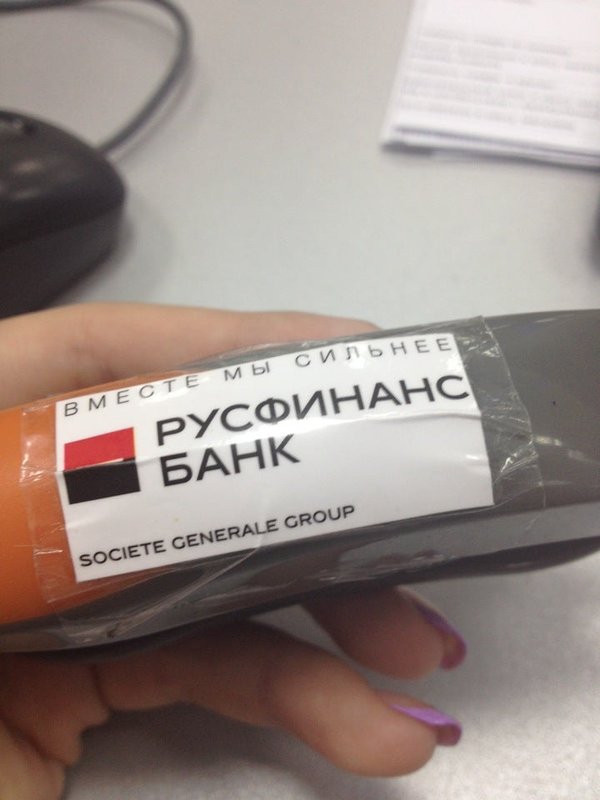 ВМЕСТЕ МЫ СИЛЬНЕЕ
РУСФИНАНС
БАНК
SOCIETE GENERALE GROUP